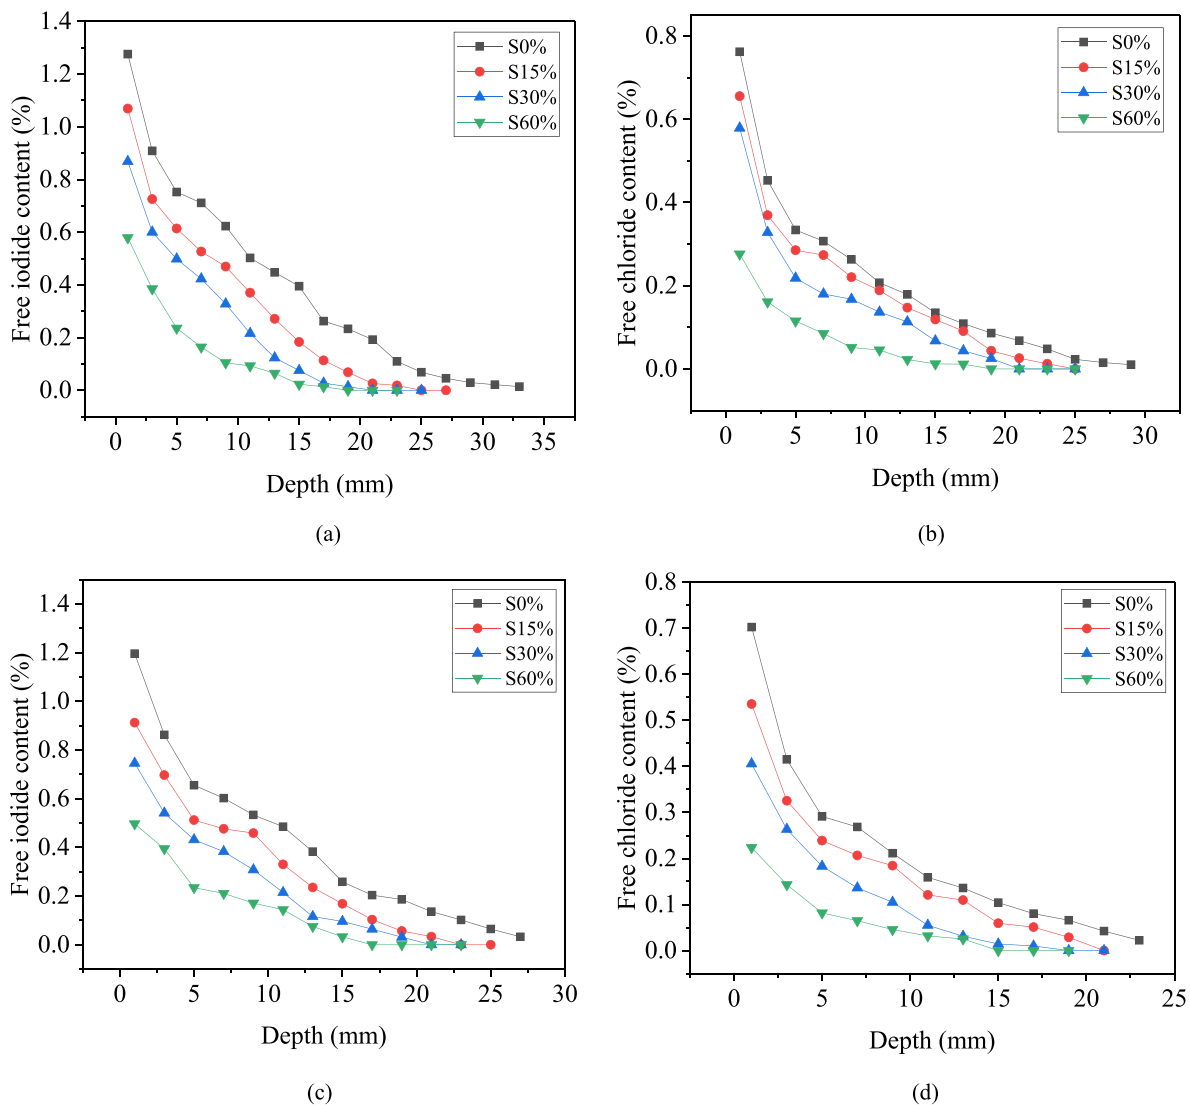 1.4
1.2
1.0
0.8
0.6
0.4
0.2
0.0
Free iodide content (%)
S0%
S15%
S30%
S60%
0 5 10 15 20 25 30 35
Depth (mm)
(a)
0.8
0.6
0.4
0.2
0.0
Free chloride content (%)
S0%
S15%
S30%
S60%
0 5 10 15 20 25 30
Depth (mm)
(b)
1.4
1.2
1.0
0.8
0.6
0.4
0.2
0.0
Free iodide content (%)
S0%
S15%
S30%
S60%
0 5 10 15 20 25 30
Depth (mm)
(c)
0.8
0.7
0.6
0.5
0.4
0.3
0.2
0.1
0.0
Free chloride content (%)
S0%
S15%
S30%
S60%
0 5 10 15 20 25
Depth (mm)
(d)